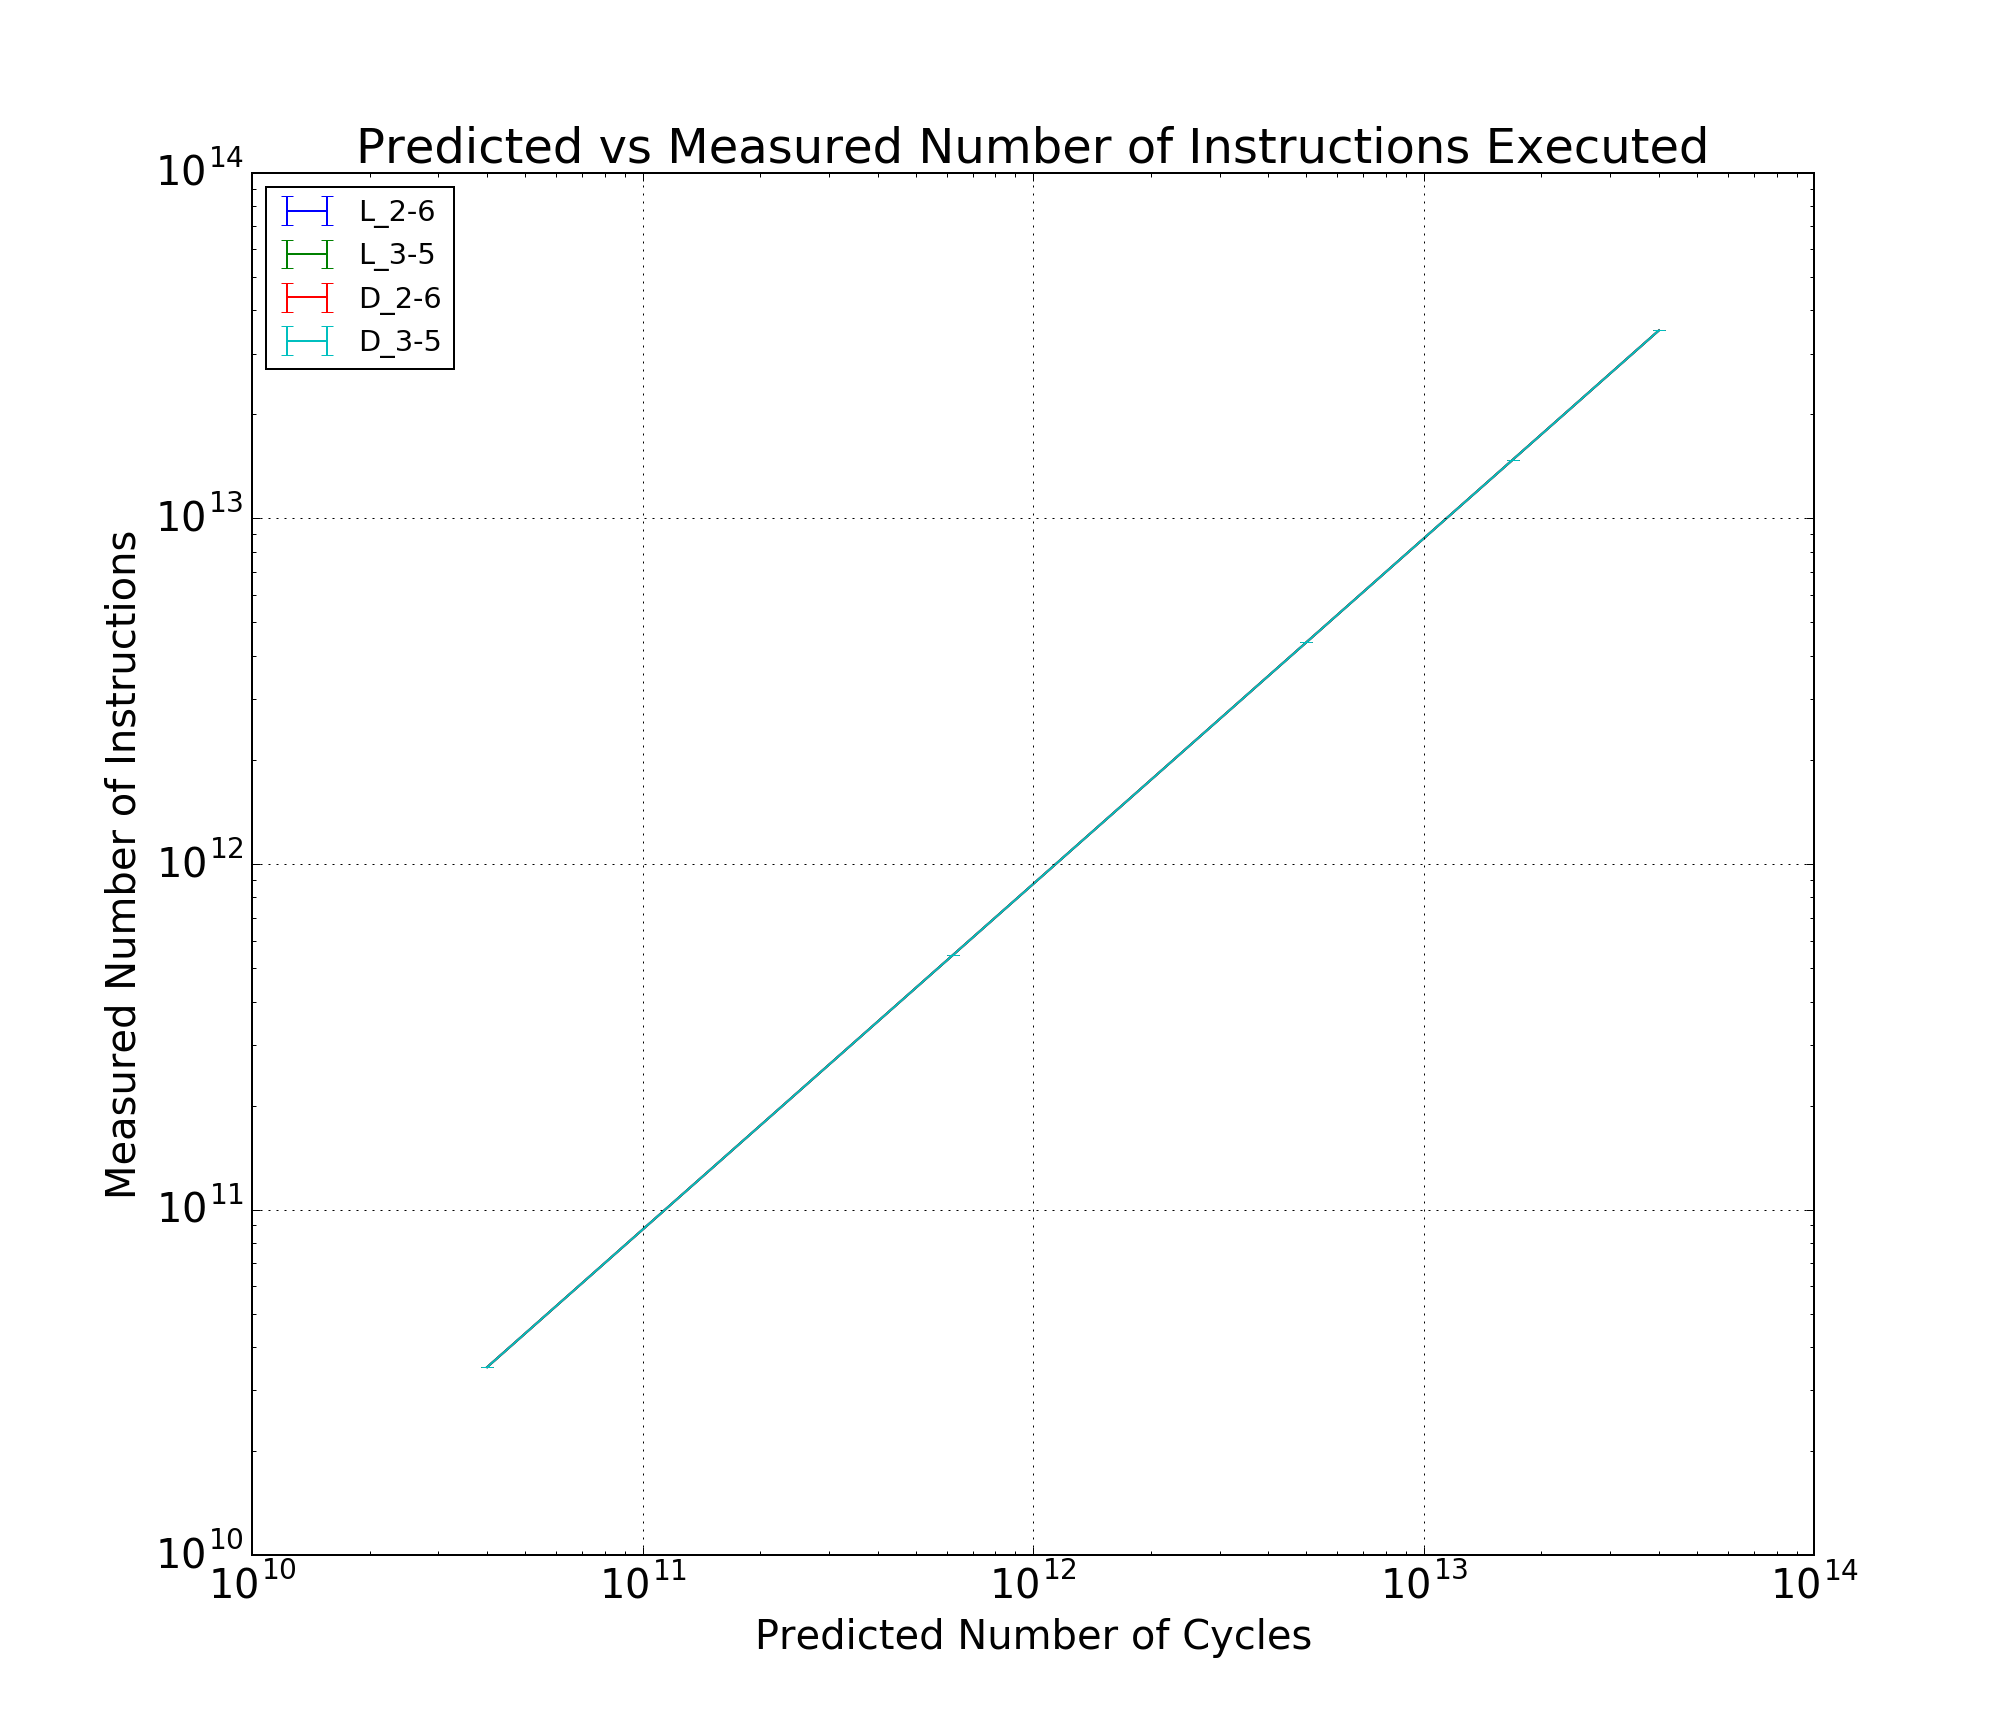 Predicted vs Measured Number of Instructions Executed
10^14
10^13
10^12
10^11
10^10
Measured Number of Instructions
L_2-6
L_3-5
D_2-6
D_3-5
10^10 10^11 10^12 10^13 10^14
Predicted Number of Cycles